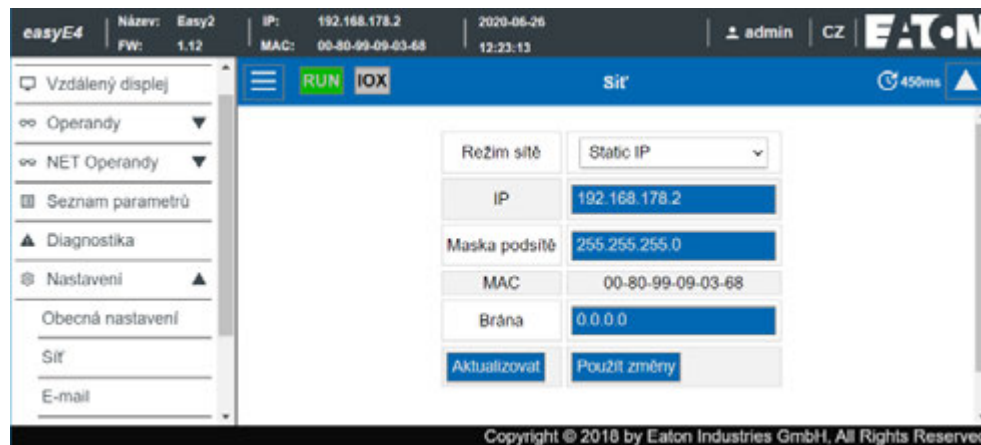 easyE4
Název: Easy2
FW: 1.12
IP: 192.168.178.2
MAC: 00-80-99-09-03-68
2020-06-26
12:23:13
admin
CZ
EATON
Vzdálený displej
Operandy
NET Operandy
Seznam parametrů
Diagnostika
Nastavení
Obecná nastavení
Síť
E-mail
RUN IOX
Síť
450ms
Režim sítě Static IP
IP 192.168.178.2
Maska podsítě 255.255.255.0
MAC 00-80-99-09-03-68
Brána 0.0.0.0
Aktualizovat Použít změny
Copyright © 2018 by Eaton Industries GmbH, All Rights Reserved